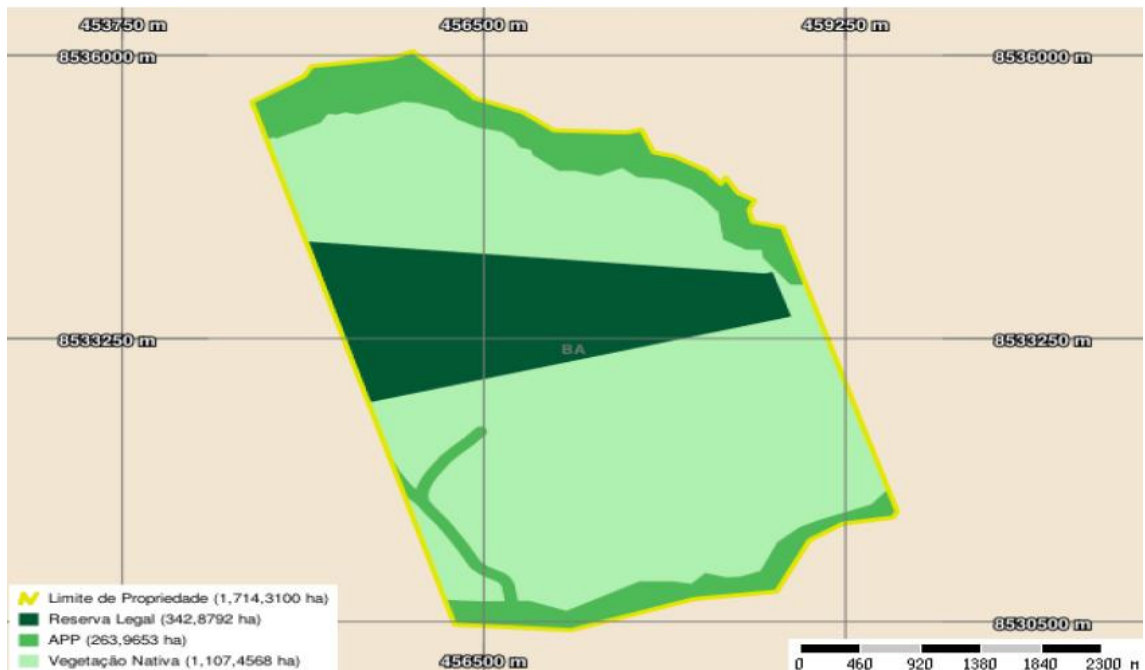 453750 m
456500 m
459250 m
8536000 m
8536000 m
8533250 m
8533250 m
BA
8530500 m
456500 m
Limite de Propriedade (1,714,3100 ha)
Reserva Legal (342,8792 ha)
APP (263,9653 ha)
Vegetação Nativa (1,107,4568 ha)
0 460 920 1380 1840 2300 m